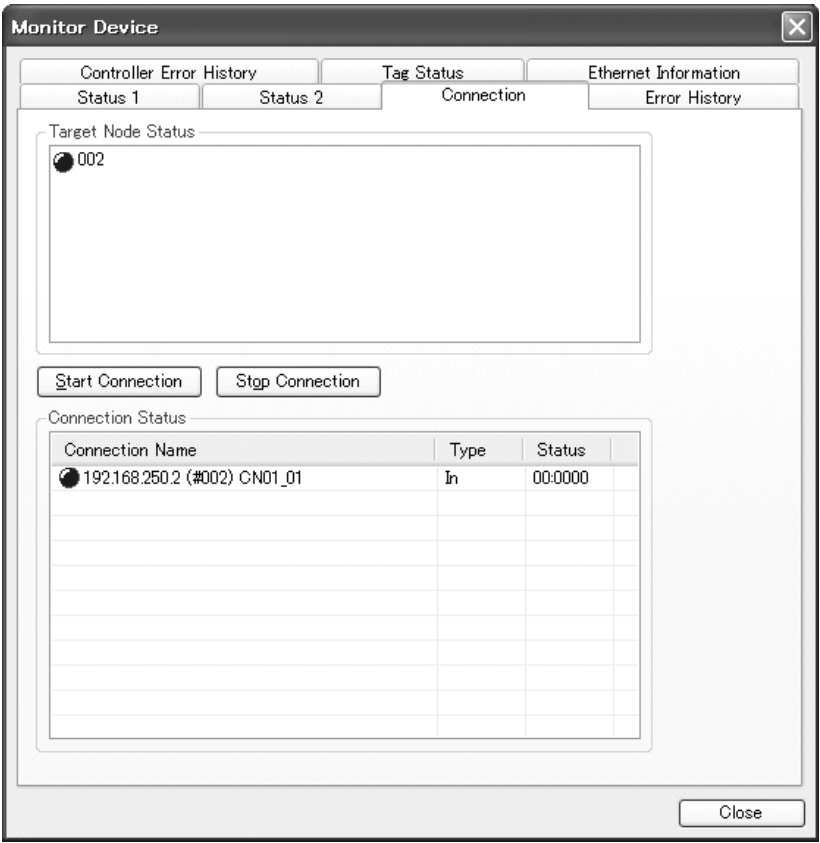 Monitor Device
Controller Error History Tag Status Ethernet Information
Status 1 Status 2 Connection Error History
Target Node Status
002
Start Connection Stop Connection
Connection Status
Connection Name Type Status
192.168.250.2 (#002) CN01_01 In 00:0000
Close